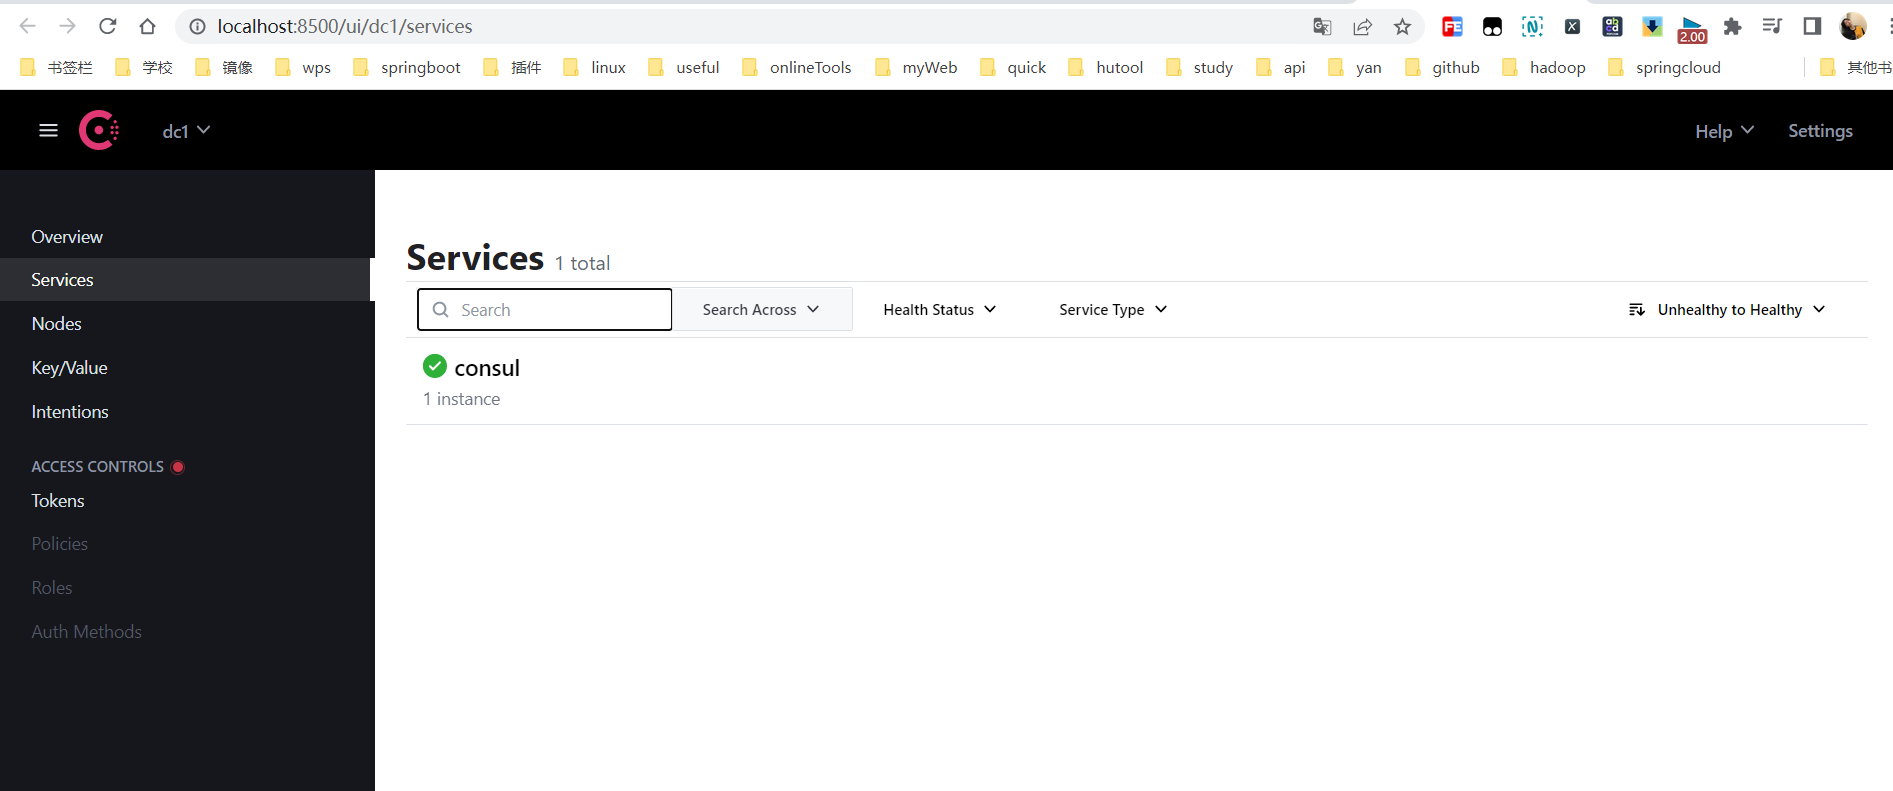 localhost:8500/ui/dc1/services
2.00
书签栏 学校 镜像 wps springboot 插件 linux useful onlineTools myWeb quick hutool study api yan github hadoop springcloud 其他书
dc1 Help Settings
Overview
Services
Nodes
Key/Value
Intentions
ACCESS CONTROLS
Tokens
Policies
Roles
Auth Methods
Services 1 total
Search Search Across Health Status Service Type Unhealthy to Healthy
consul
1 instance